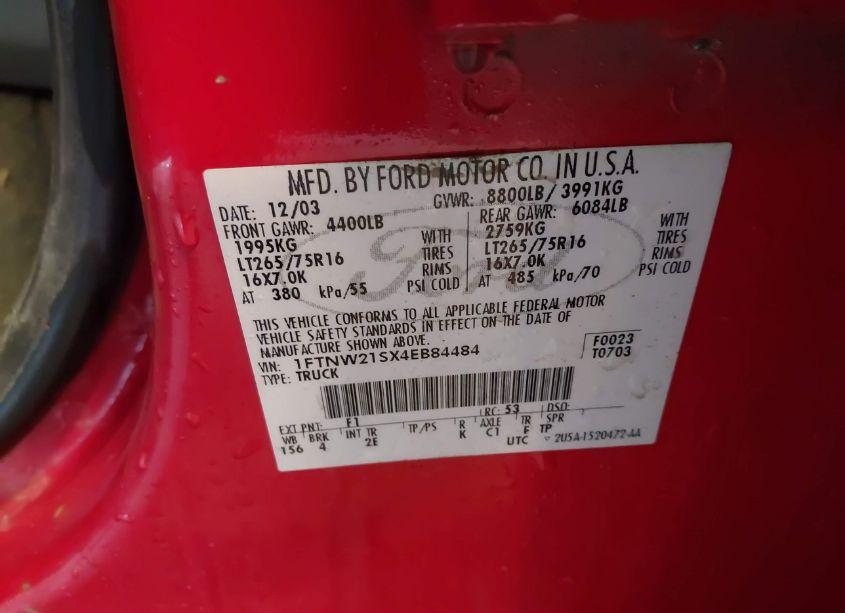 MFD. BY FORD MOTOR CO. IN U.S.A.
DATE: 12/03 GVWR: 8800LB/3991KG
FRONT GAWR: 4400LB REAR GAWR: 6084LB
1995KG WITH 2759KG WITH
LT265/75R16 TIRES LT265/75R16 TIRES
16X7.0K RIMS 16X7.0K RIMS
AT 380 kPa/55 PSI COLD AT 485 kPa/70 PSI COLD
Ford
THIS VEHICLE CONFORMS TO ALL APPLICABLE FEDERAL MOTOR
VEHICLE SAFETY STANDARDS IN EFFECT ON THE DATE OF
MANUFACTURE SHOWN ABOVE.
VIN: 1FTNW21SX4EB84484 F0023
TYPE: TRUCK T0703
EXT PNT: F1 RC: 53 DSO:
WB BRK INT TR TP/PS R AXLE TR SPR
156 4 2E K C1 F TP
UTC ▽ 2U5A-1520472-AA